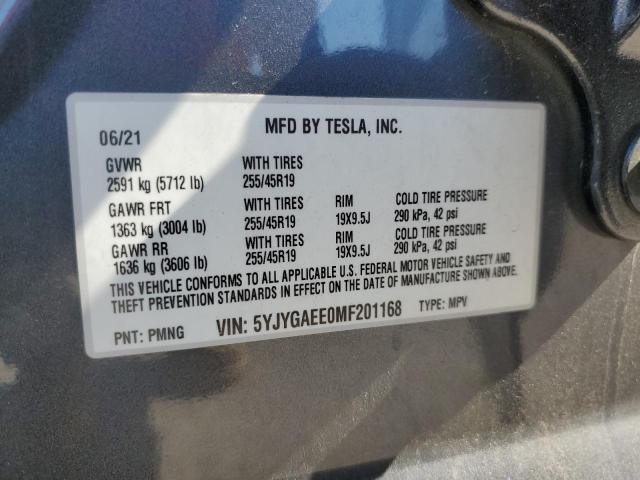 06/21 MFD BY TESLA, INC.
GVWR WITH TIRES
2591 kg (5712 lb) 255/45R19
GAWR FRT WITH TIRES RIM COLD TIRE PRESSURE
1363 kg (3004 lb) 255/45R19 19X9.5J 290 kPa, 42 psi
GAWR RR WITH TIRES RIM COLD TIRE PRESSURE
1636 kg (3606 lb) 255/45R19 19X9.5J 290 kPa, 42 psi
THIS VEHICLE CONFORMS TO ALL APPLICABLE U.S. FEDERAL MOTOR VEHICLE SAFETY AND
THEFT PREVENTION STANDARDS IN EFFECT ON THE DATE OF MANUFACTURE SHOWN ABOVE.
PNT: PMNG VIN: 5YJYGAEE0MF201168 TYPE: MPV